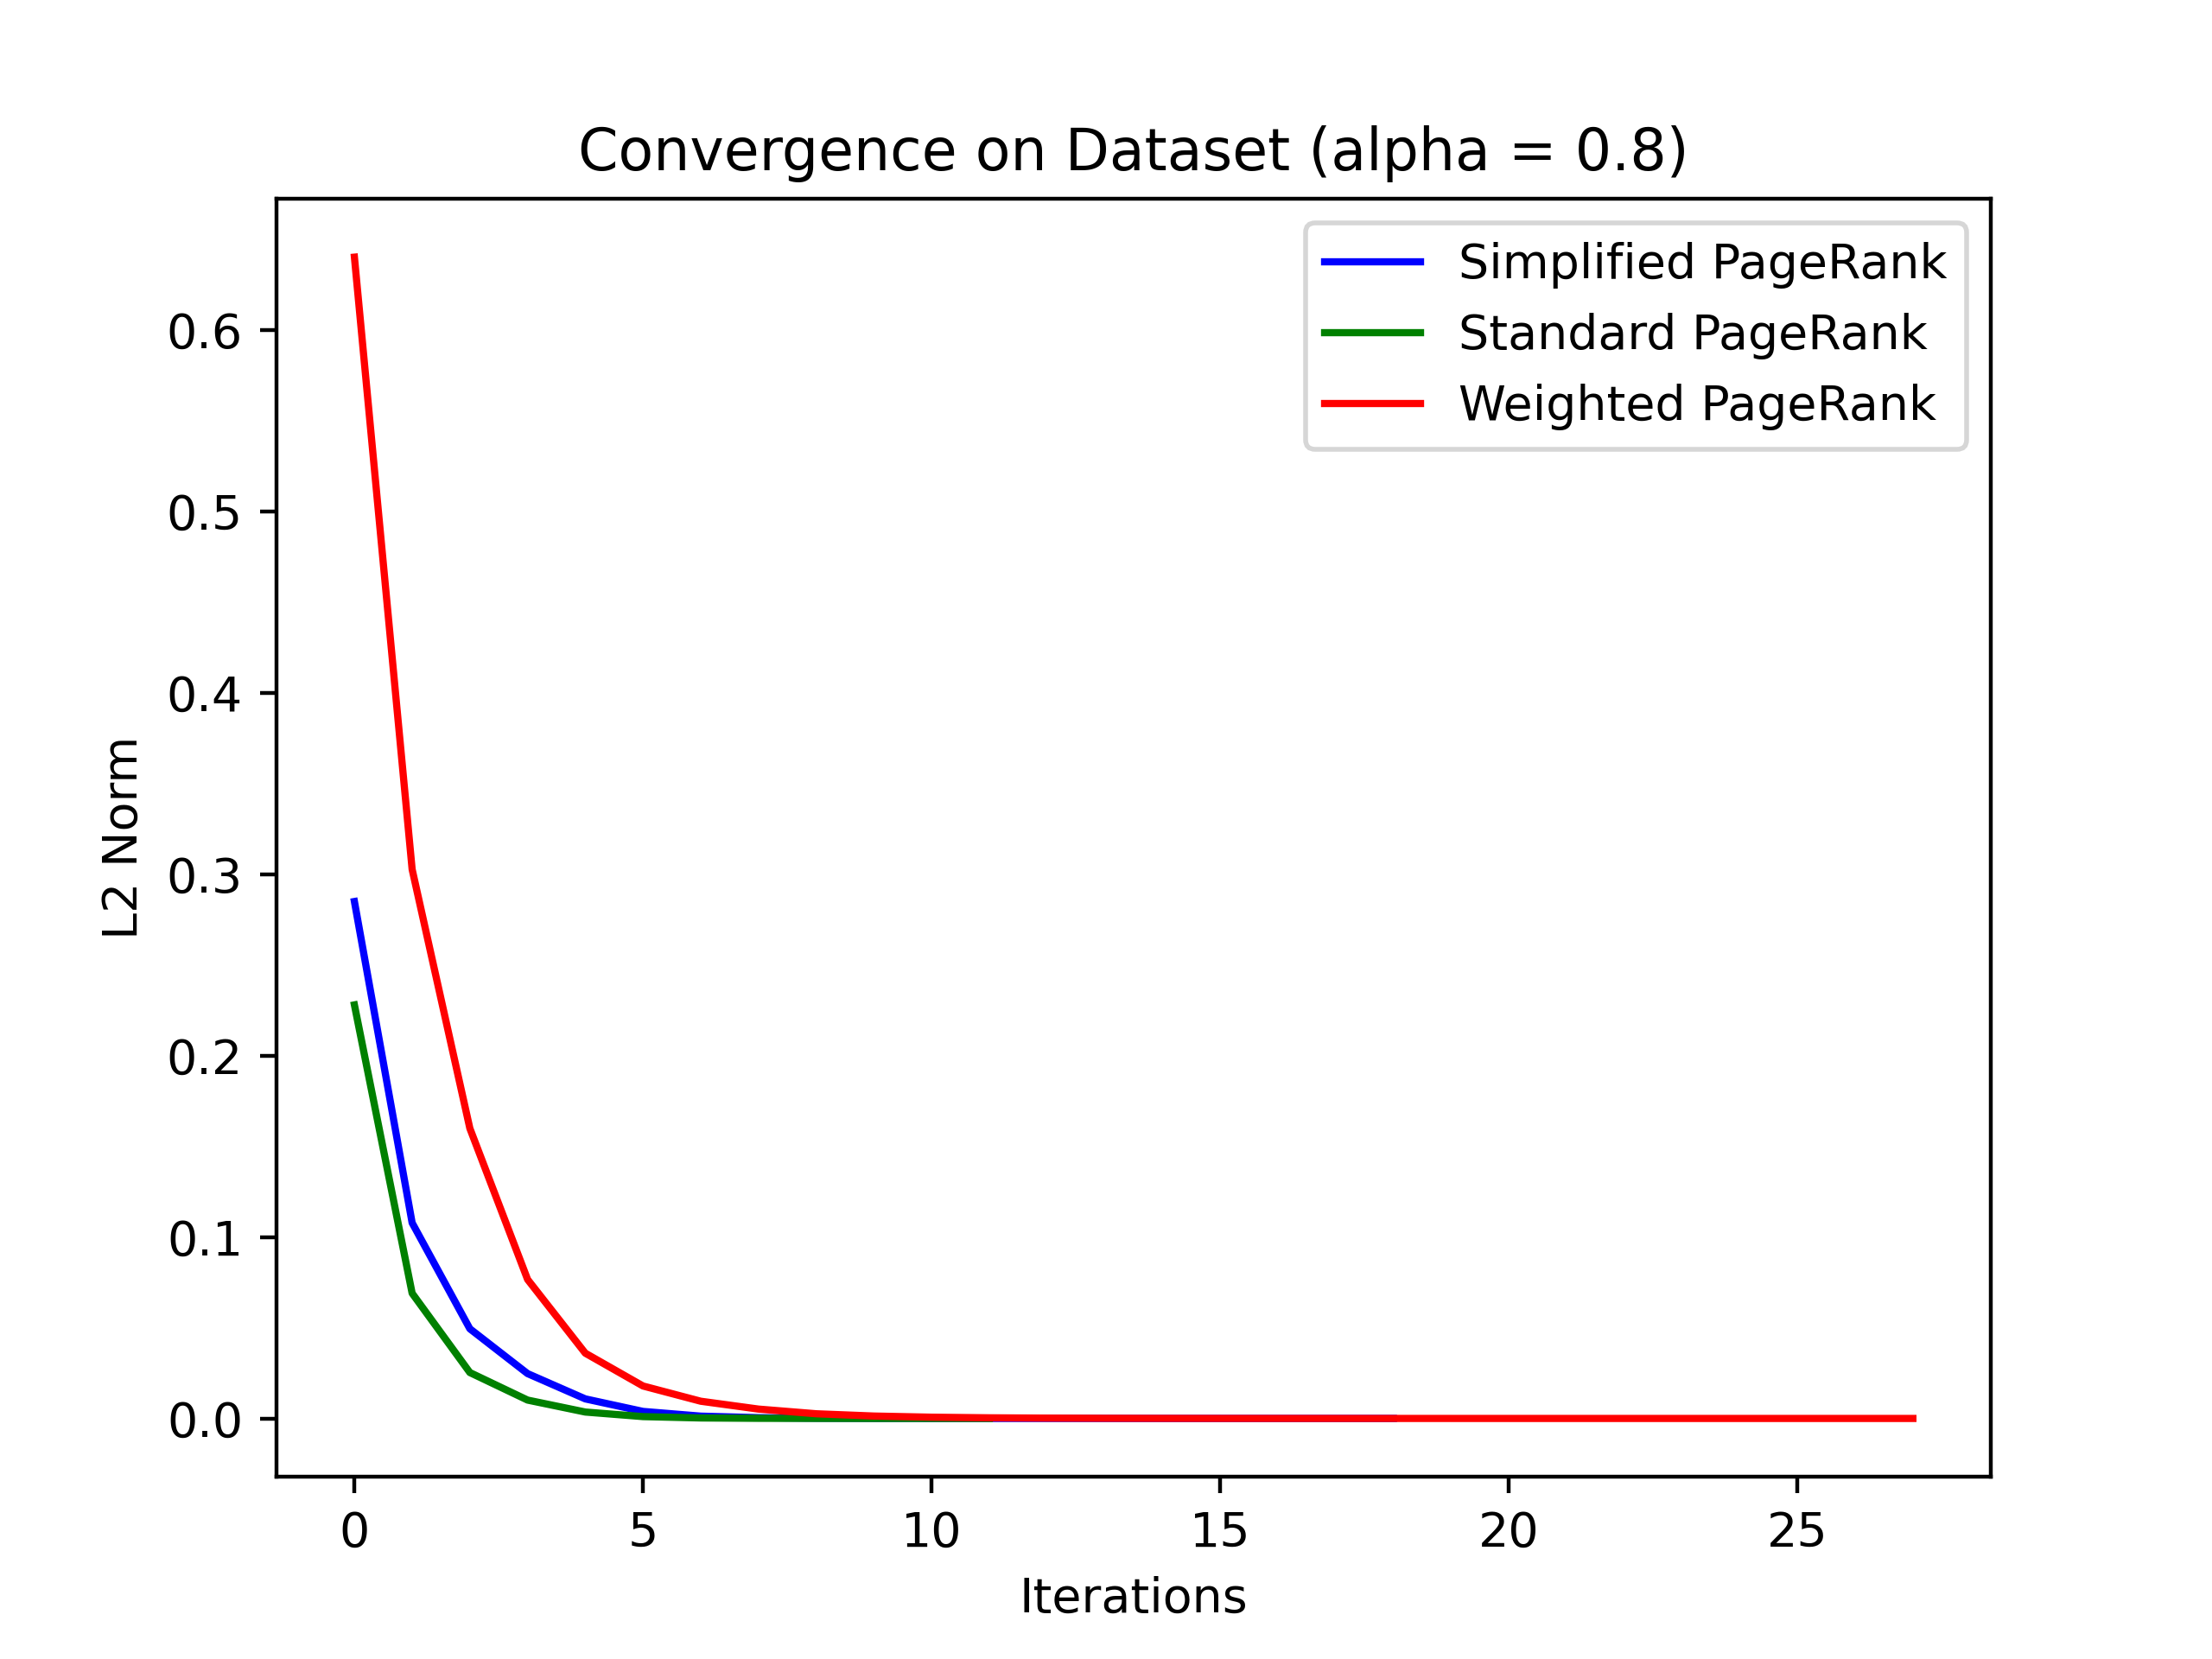 Convergence on Dataset (alpha = 0.8)
Simplified PageRank
Standard PageRank
Weighted PageRank
0.6
0.5
0.4
0.3
0.2
0.1
0.0
L2 Norm
0 5 10 15 20 25
Iterations